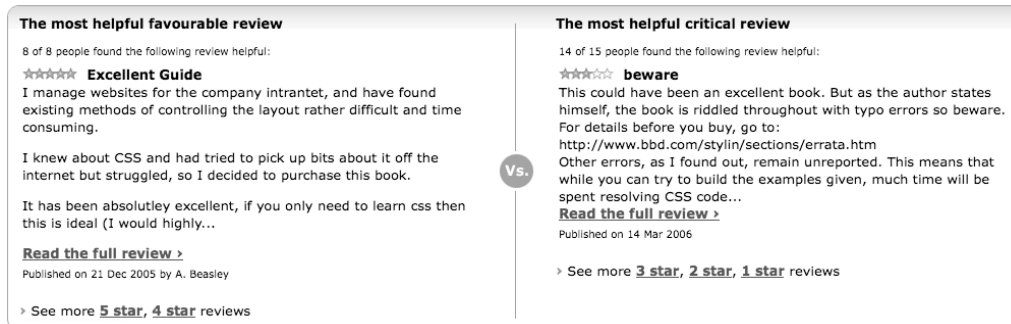 The most helpful favourable review
8 of 8 people found the following review helpful:
Excellent Guide
I manage websites for the company intrantet, and have found
existing methods of controlling the layout rather difficult and time
consuming.
I knew about CSS and had tried to pick up bits about it off the
internet but struggled, so I decided to purchase this book.
It has been absolutley excellent, if you only need to learn css then
this is ideal (I would highly...
Read the full review ›
Published on 21 Dec 2005 by A. Beasley
› See more 5 star, 4 star reviews
Vs.
The most helpful critical review
14 of 15 people found the following review helpful:
beware
This could have been an excellent book. But as the author states
himself, the book is riddled throughout with typo errors so beware.
For details before you buy, go to:
http://www.bbd.com/stylin/sections/errata.htm
Other errors, as I found out, remain unreported. This means that
while you can try to build the examples given, much time will be
spent resolving CSS code...
Read the full review ›
Published on 14 Mar 2006
› See more 3 star, 2 star, 1 star reviews